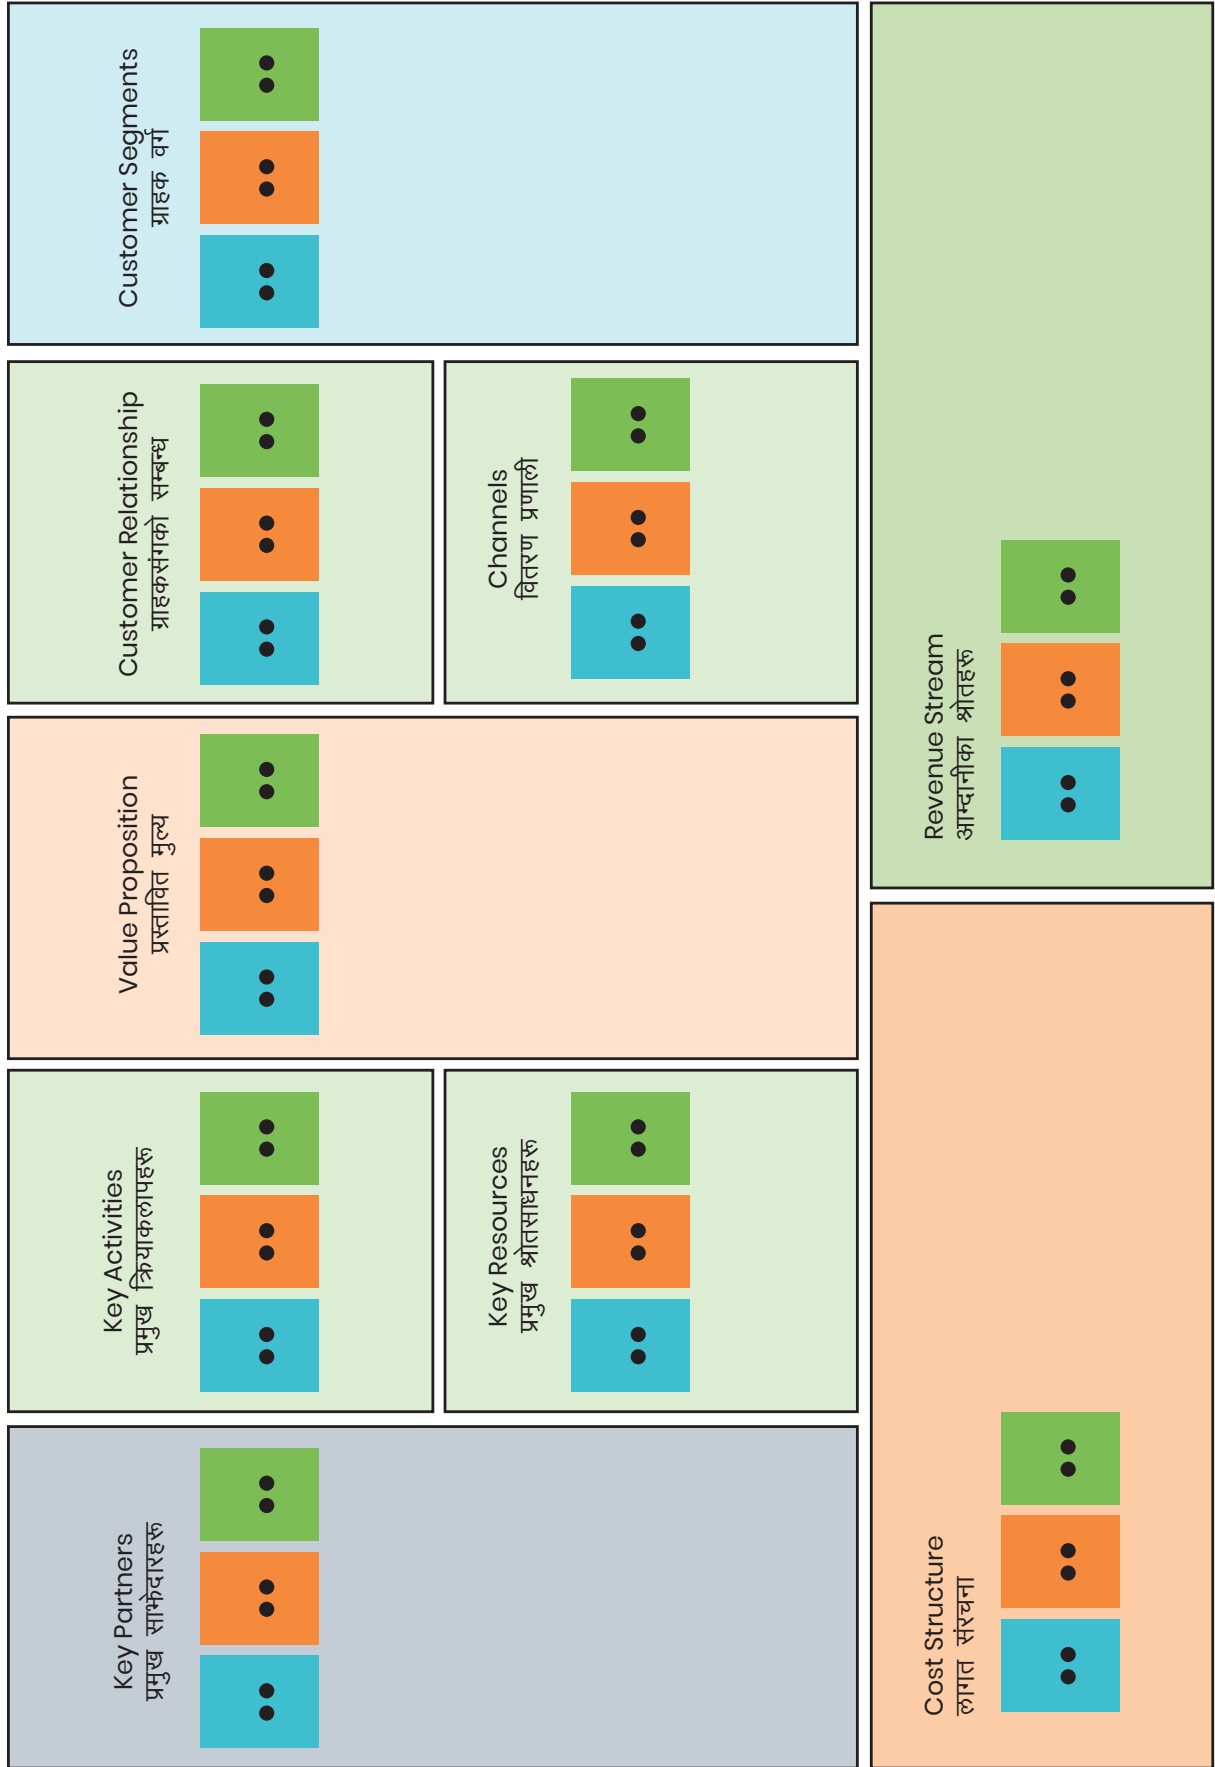 Key Partners
प्रमुख साझेदारहरू
Key Activities
प्रमुख क्रियाकलापहरू
Key Resources
प्रमुख श्रोतसाधनहरू
Value Proposition
प्रस्तावित मुल्य
Customer Relationship
ग्राहकसंगको सम्बन्ध
Channels
वितरण प्रणाली
Customer Segments
ग्राहक वर्ग
Cost Structure
लागत संरचना
Revenue Stream
आम्दानीका श्रोतहरू